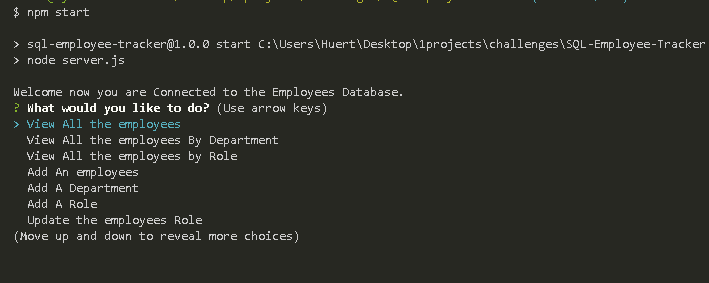 $ npm start
> sql-employee-tracker@1.0.0 start C:\Users\Huert\Desktop\1projects\challenges\SQL-Employee-Tracker
> node server.js
Welcome now you are Connected to the Employees Database.
? What would you like to do? (Use arrow keys)
> View All the employees
View All the employees By Department
View All the employees by Role
Add An employees
Add A Department
Add A Role
Update the employees Role
(Move up and down to reveal more choices)